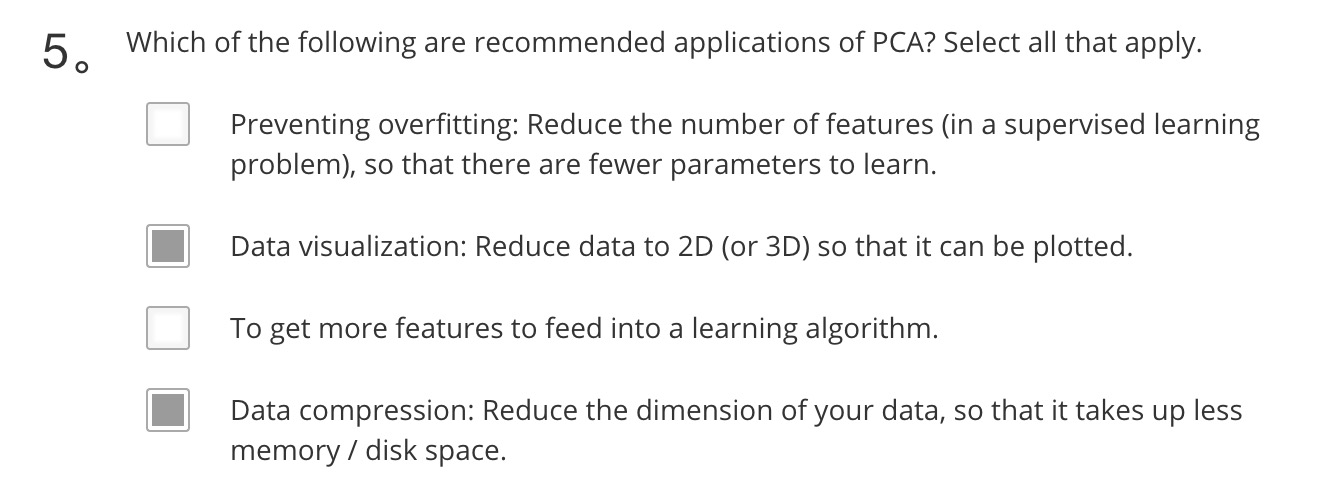 5。 Which of the following are recommended applications of PCA? Select all that apply.
Preventing overfitting: Reduce the number of features (in a supervised learning
problem), so that there are fewer parameters to learn.
Data visualization: Reduce data to 2D (or 3D) so that it can be plotted.
To get more features to feed into a learning algorithm.
Data compression: Reduce the dimension of your data, so that it takes up less
memory / disk space.